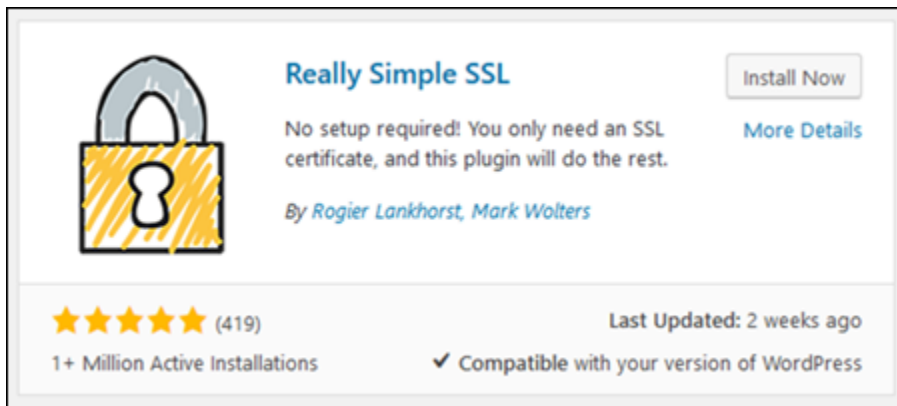 Really Simple SSL
Install Now
No setup required! You only need an SSL
certificate, and this plugin will do the rest.
More Details
By Rogier Lankhorst, Mark Wolters
(419)
Last Updated: 2 weeks ago
1+ Million Active Installations
✔ Compatible with your version of WordPress